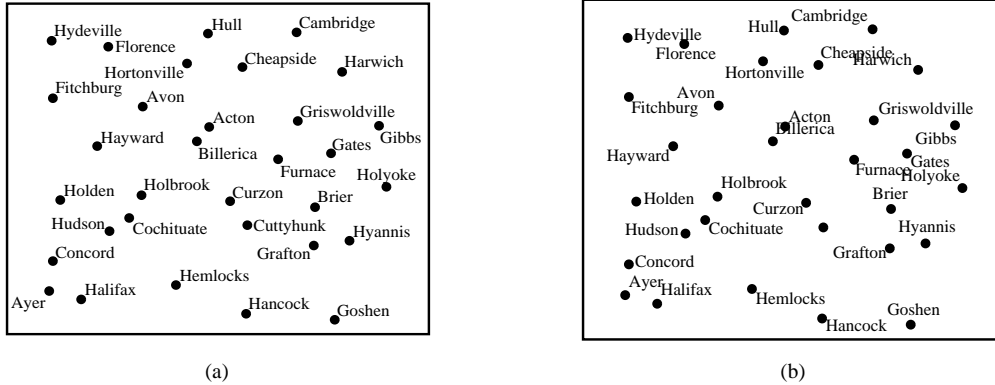 Hydeville
Florence
Hull
Cambridge
Hortonville
Cheapside
Harwich
Fitchburg
Avon
Acton
Griswoldville
Gibbs
Hayward
Billerica
Gates
Furnace
Holyoke
Holden
Holbrook
Curzon
Brier
Hudson
Cochituate
Cuttyhunk
Hyannis
Grafton
Concord
Hemlocks
Ayer
Halifax
Hancock
Goshen
(a)
Hydeville
Florence
Hull
Cambridge
Hortonville
Cheapside
Harwich
Fitchburg
Avon
Acton
Griswoldville
Billerica
Gibbs
Hayward
Gates
Furnace
Holyoke
Holden
Holbrook
Curzon
Brier
Hudson
Cochituate
Hyannis
Grafton
Concord
Ayer
Halifax
Hemlocks
Hancock
Goshen
(b)